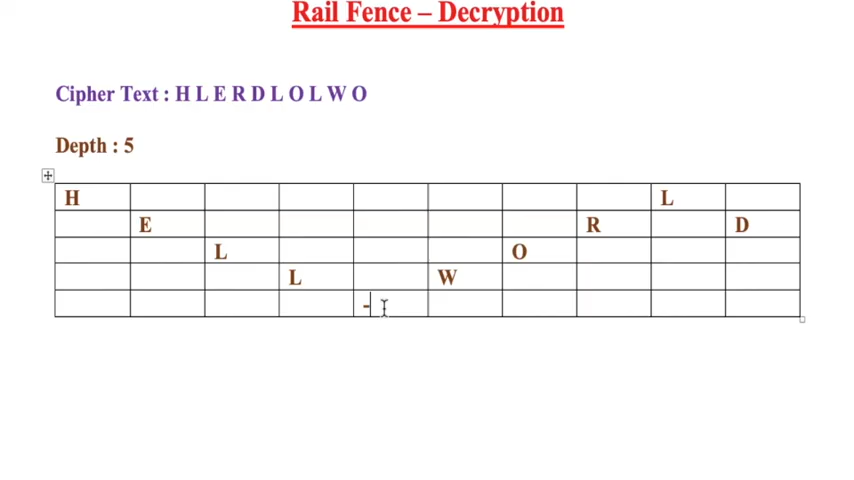 Rail Fence – Decryption
Cipher Text : H L E R D L O L W O
Depth : 5
H L
E R D
L O
L W
-